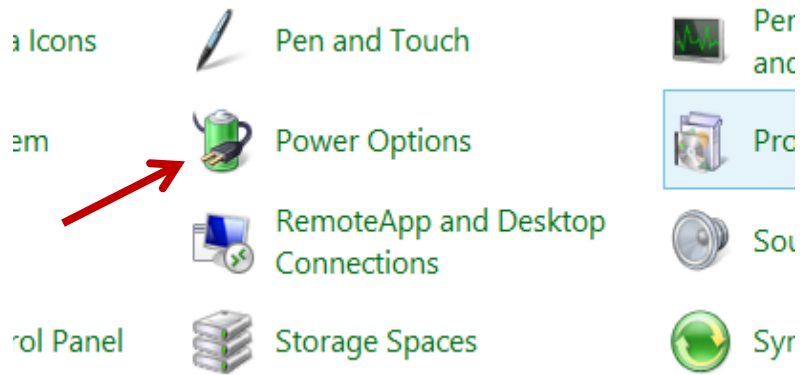 a Icons
Pen and Touch
Per
and
em
Power Options
Pro
RemoteApp and Desktop
Connections
Sou
rol Panel
Storage Spaces
Syn